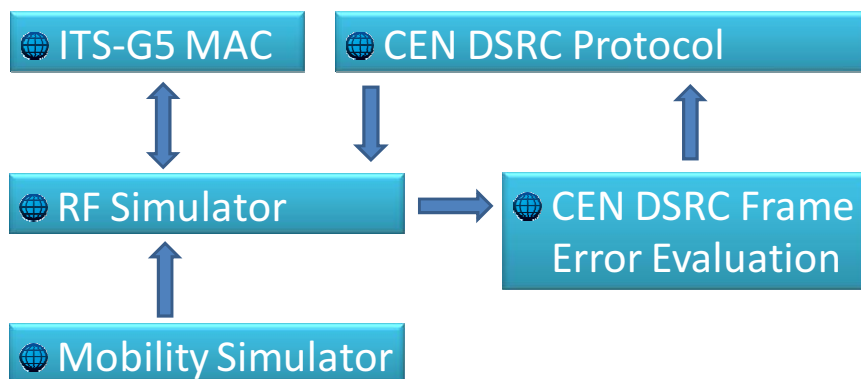 ITS-G5 MAC
CEN DSRC Protocol
RF Simulator
CEN DSRC Frame
Error Evaluation
Mobility Simulator